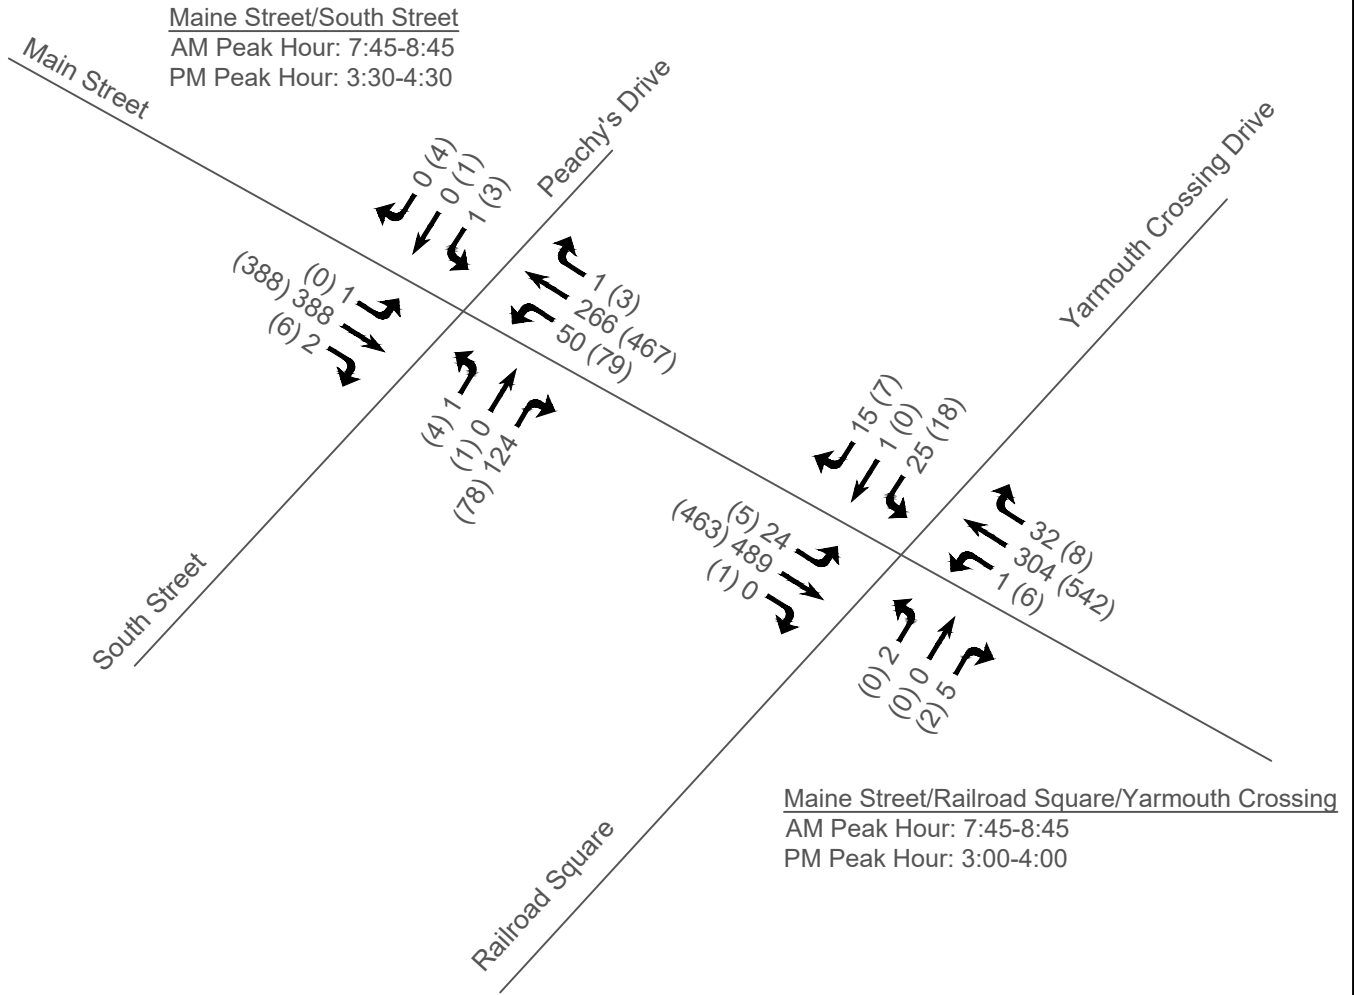 Maine Street/South Street
AM Peak Hour: 7:45-8:45
PM Peak Hour: 3:30-4:30
Main Street
Peachy's Drive
Yarmouth Crossing Drive
0 (4)
0 (1)
1 (3)
(0) 1
(388) 388
(6) 2
1 (3)
266 (467)
50 (79)
(4) 1
(1) 0
(78) 124
South Street
15 (7)
1 (0)
25 (18)
(5) 24
(463) 489
(1) 0
32 (8)
304 (542)
1 (6)
(0) 2
(0) 0
(2) 5
Railroad Square
Maine Street/Railroad Square/Yarmouth Crossing
AM Peak Hour: 7:45-8:45
PM Peak Hour: 3:00-4:00